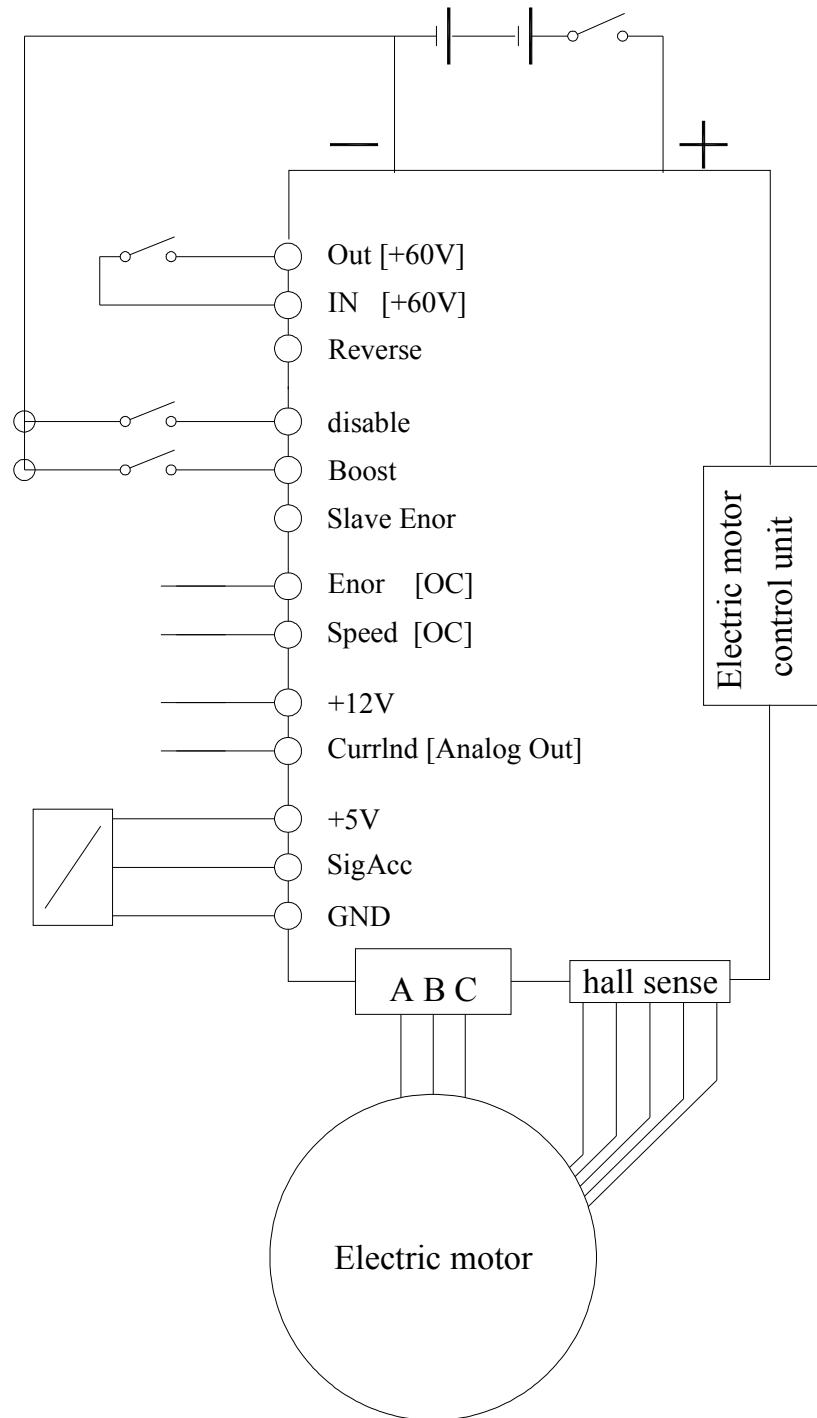 — +
Out [+60V]
IN [+60V]
Reverse
disable
Boost
Slave Enor
Enor [OC]
Speed [OC]
+12V
Currlnd [Analog Out]
+5V
SigAcc
GND
Electric motor
control unit
A B C
hall sense
Electric motor